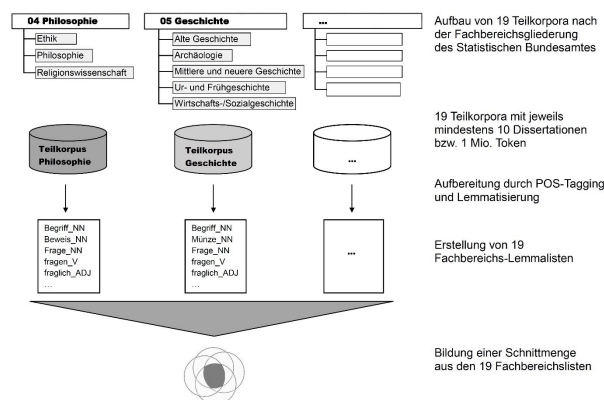 04 Philosophie
Ethik
Philosophie
Religionswissenschaft
05 Geschichte
Alte Geschichte
Archäologie
Mittlere und neuere Geschichte
Ur- und Frühgeschichte
Wirtschafts-/Sozialgeschichte
...
Aufbau von 19 Teilkorpora nach
der Fachbereichsgliederung
des Statistischen Bundesamtes
Teilkorpus
Philosophie
Teilkorpus
Geschichte
...
19 Teilkorpora mit jeweils
mindestens 10 Dissertationen
bzw. 1 Mio. Token
Aufbereitung durch POS-Tagging
und Lemmatisierung
Begriff_NN
Beweis_NN
Frage_NN
fragen_V
fraglich_ADJ
...
Begriff_NN
Münze_NN
Frage_NN
fragen_V
fraglich_ADJ
...
...
Erstellung von 19
Fachbereichs-Lemmalisten
Bildung einer Schnittmenge
aus den 19 Fachbereichslisten